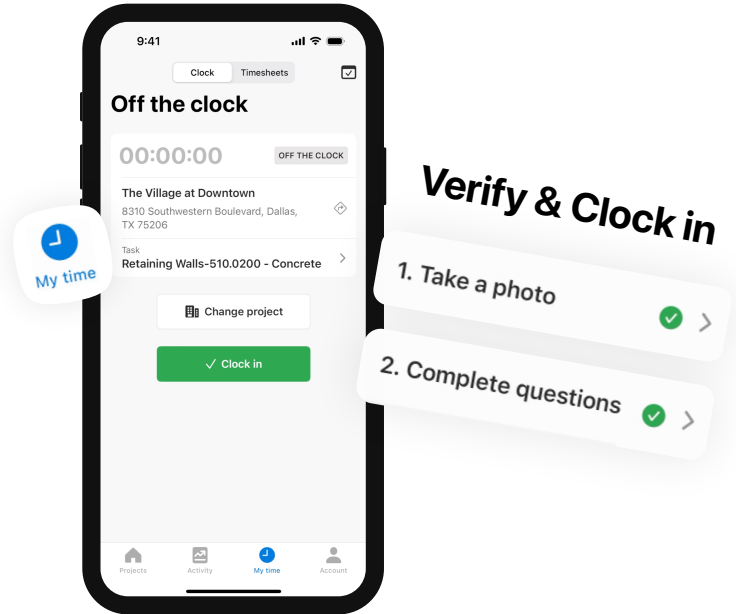 9:41
Clock
Timesheets
Off the clock
00:00:00
OFF THE CLOCK
The Village at Downtown
8310 Southwestern Boulevard, Dallas,
TX 75206
Task
Retaining Walls-510.0200 - Concrete
Change project
Clock in
Projects
Activity
My time
Account
My time
Verify & Clock in
1. Take a photo
2. Complete questions